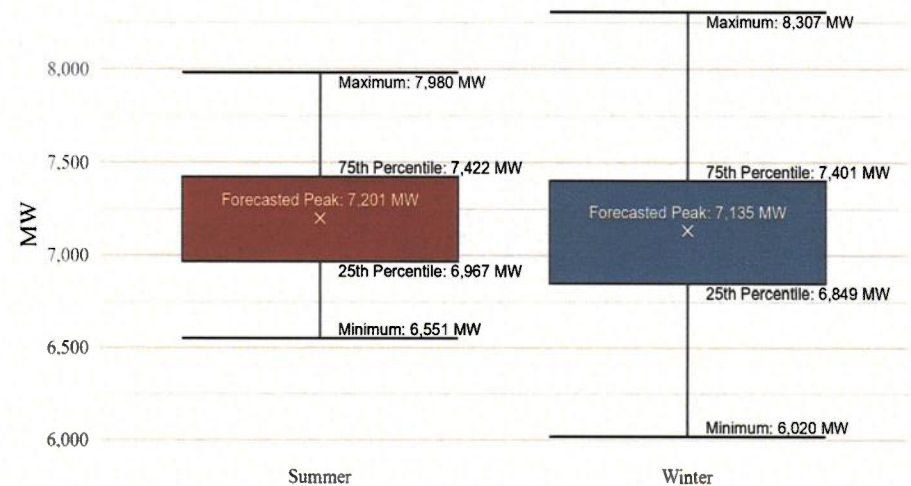 Maximum: 8,307 MW
8,000
Maximum: 7,980 MW
7,500
75th Percentile: 7,422 MW
75th Percentile: 7,401 MW
Forecasted Peak: 7,201 MW
Forecasted Peak: 7,135 MW
MW
7,000
25th Percentile: 6,967 MW
25th Percentile: 6,849 MW
Minimum: 6,551 MW
6,500
Minimum: 6,020 MW
6,000
Summer
Winter